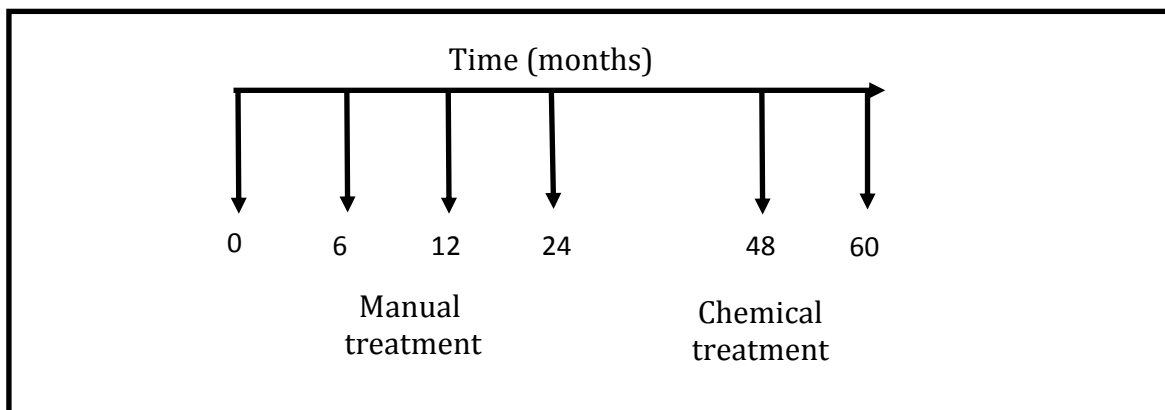 Time (months)
0 6 12 24 48 60
Manual
treatment
Chemical
treatment